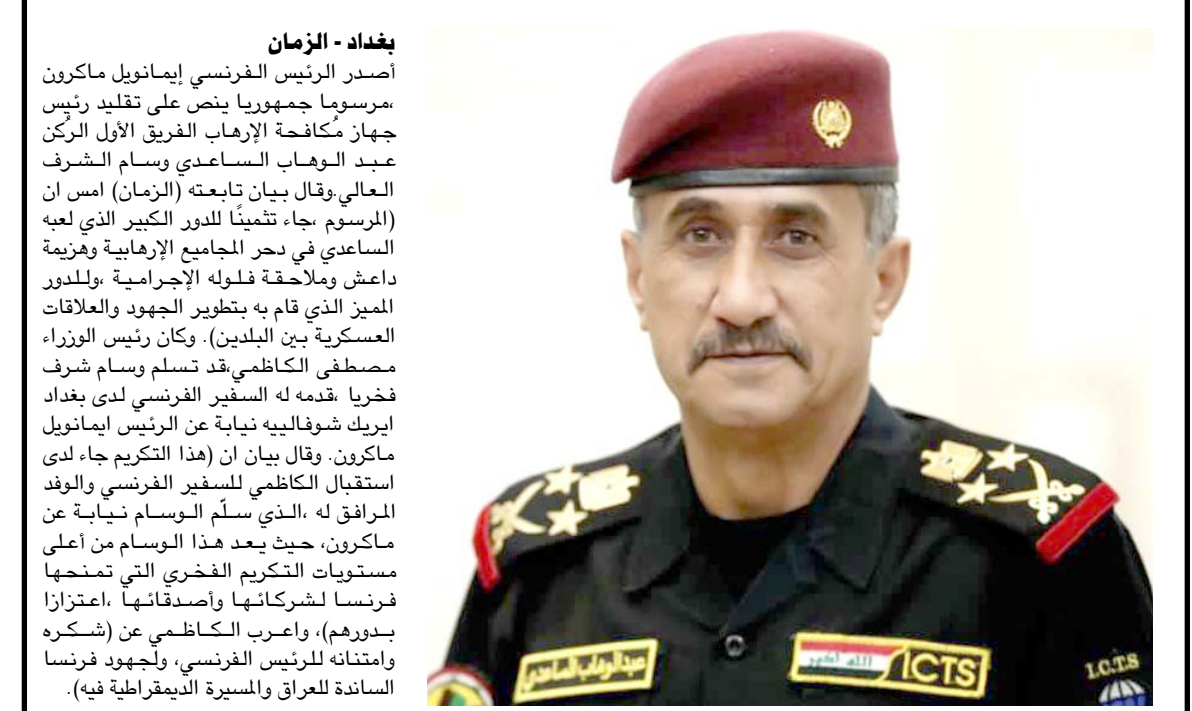 بغداد - الزمان
أصدر الرئيس الفرنسي إيمانويل ماكرون
،مرسوما جمهوريا ينص على تقليد رئيس
جهاز مُكافحة الإرهاب الفريق الأول الرُكن
عبد الوهاب الساعدي وسام الشرف
العالي.وقال بيان تابعته (الزمان) امس ان
(المرسوم ،جاء تثمينًا للدور الكبير الذي لعبه
الساعدي في دحر المجاميع الإرهابية وهزيمة
داعش وملاحقة فلوله الإجرامية ،وللدور
المميز الذي قام به بتطوير الجهود والعلاقات
العسكرية بين البلدين). وكان رئيس الوزراء
مصطفى الكاظمي،قد تسلم وسام شرف
فخريا ،قدمه له السفير الفرنسي لدى بغداد
ايريك شوفالييه نيابة عن الرئيس ايمانويل
ماكرون. وقال بيان ان (هذا التكريم جاء لدى
استقبال الكاظمي للسفير الفرنسي والوفد
المرافق له ،الذي سلّم الوسام نيابة عن
ماكرون، حيث يعد هذا الوسام من أعلى
مستويات التكريم الفخري التي تمنحها
فرنسا لشركائها وأصدقائها ،اعتزازا
بدورهم)، واعرب الكاظمي عن (شكره
وامتنانه للرئيس الفرنسي، ولجهود فرنسا
الساندة للعراق والمسيرة الديمقراطية فيه).
عبدالوهاب الساعدي
الله اكبر
ICTS
I.C.T.S